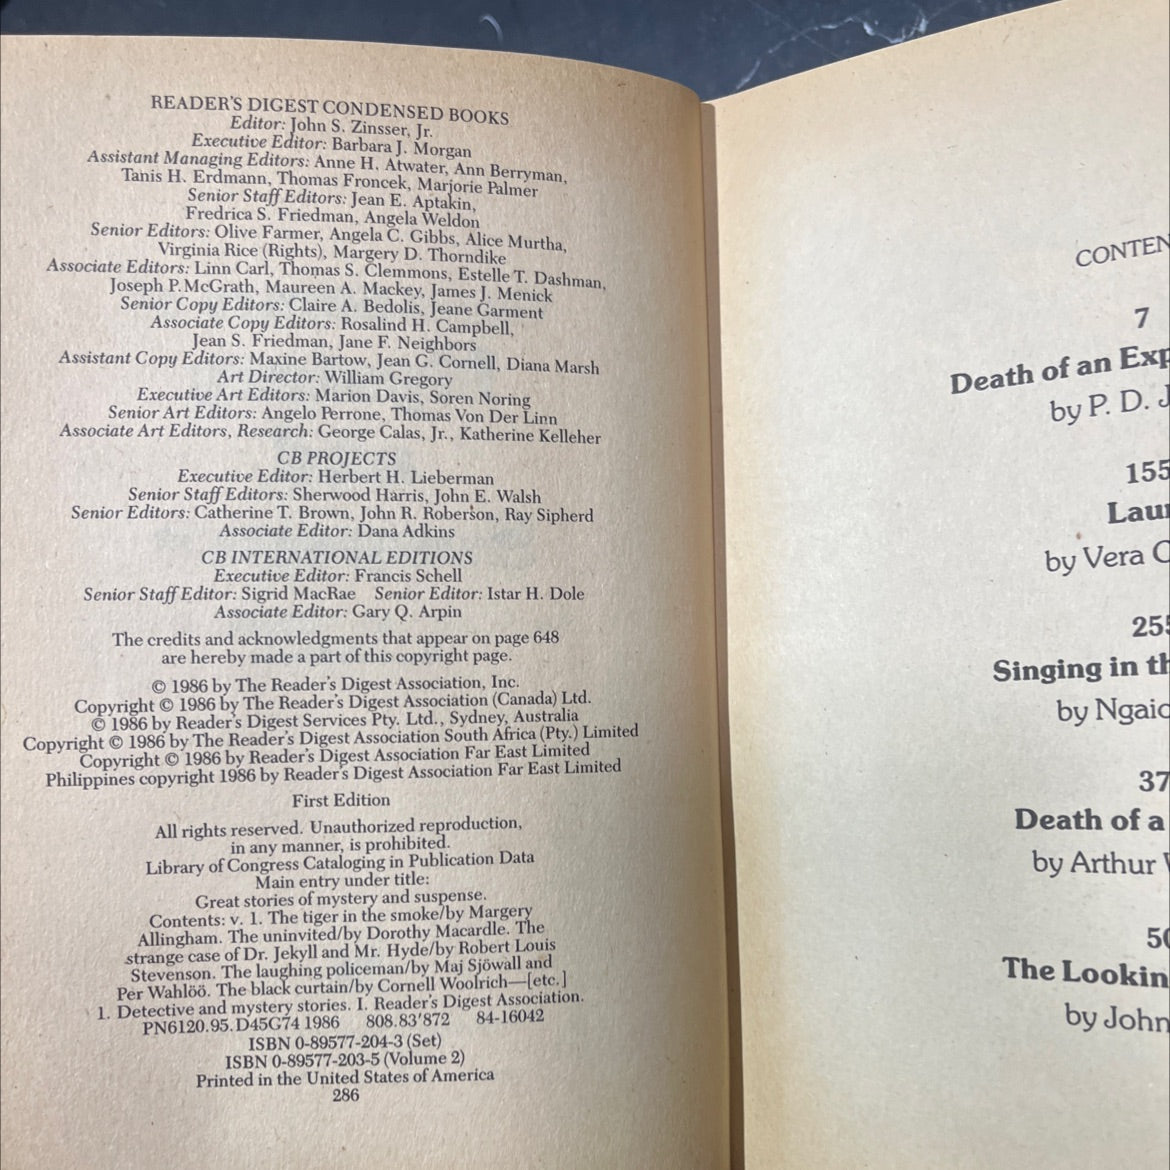 READER'S DIGEST CONDENSED BOOKS
Editor: John S. Zinsser, Jr.
Executive Editor: Barbara J. Morgan
Assistant Managing Editors: Anne H. Atwater, Ann Berryman,
Tanis H. Erdmann, Thomas Froncek, Marjorie Palmer
Senior Staff Editors: Jean E. Aptakin,
Fredrica S. Friedman, Angela Weldon
Senior Editors: Olive Farmer, Angela C. Gibbs, Alice Murtha,
Virginia Rice (Rights), Margery D. Thorndike
Associate Editors: Linn Carl, Thomas S. Clemmons, Estelle T. Dashman,
Joseph P. McGrath, Maureen A. Mackey, James J. Menick
Senior Copy Editors: Claire A. Bedolis, Jeane Garment
Associate Copy Editors: Rosalind H. Campbell,
Jean S. Friedman, Jane F. Neighbors
Assistant Copy Editors: Maxine Bartow, Jean G. Cornell, Diana Marsh
Art Director: William Gregory
Executive Art Editors: Marion Davis, Soren Noring
Senior Art Editors: Angelo Perrone, Thomas Von Der Linn
Associate Art Editors, Research: George Calas, Jr., Katherine Kelleher
CB PROJECTS
Executive Editor: Herbert H. Lieberman
Senior Staff Editors: Sherwood Harris, John E. Walsh
Senior Editors: Catherine T. Brown, John R. Roberson, Ray Sipherd
Associate Editor: Dana Adkins
CB INTERNATIONAL EDITIONS
Executive Editor: Francis Schell
Senior Staff Editor: Sigrid MacRae Senior Editor: Istar H. Dole
Associate Editor: Gary Q. Arpin
The credits and acknowledgments that appear on page 648
are hereby made a part of this copyright page.
© 1986 by The Reader's Digest Association, Inc.
Copyright © 1986 by The Reader's Digest Association (Canada) Ltd.
© 1986 by Reader's Digest Services Pty. Ltd., Sydney, Australia
Copyright © 1986 by The Reader's Digest Association South Africa (Pty.) Limited
Copyright © 1986 by Reader's Digest Association Far East Limited
Philippines copyright 1986 by Reader's Digest Association Far East Limited
First Edition
All rights reserved. Unauthorized reproduction,
in any manner, is prohibited.
Library of Congress Cataloging in Publication Data
Main entry under title:
Great stories of mystery and suspense.
Contents: v. 1. The tiger in the smoke/by Margery
Allingham. The uninvited/by Dorothy Macardle. The
strange case of Dr. Jekyll and Mr. Hyde/by Robert Louis
Stevenson. The laughing policeman/by Maj Sjöwall and
Per Wahlöö. The black curtain/by Cornell Woolrich—[etc.]
1. Detective and mystery stories. I. Reader's Digest Association.
PN6120.95.D45G74 1986 808.83'872 84-16042
ISBN 0-89577-204-3 (Set)
ISBN 0-89577-203-5 (Volume 2)
Printed in the United States of America
286
CONTEN
7
Death of an Exp
by P. D. J
155
Laur
by Vera C
255
Singing in th
by Ngaio
37
Death of a
by Arthur
50
The Lookin
by John